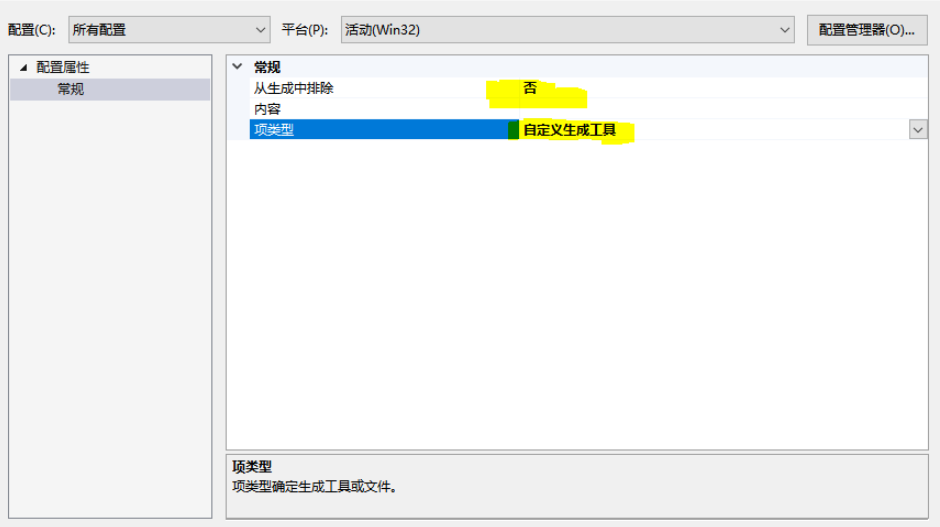 配置(C): 所有配置 平台(P): 活动(Win32) 配置管理器(O)...
配置属性
常规
常规
从生成中排除 否
内容
项类型 自定义生成工具
项类型
项类型确定生成工具或文件。